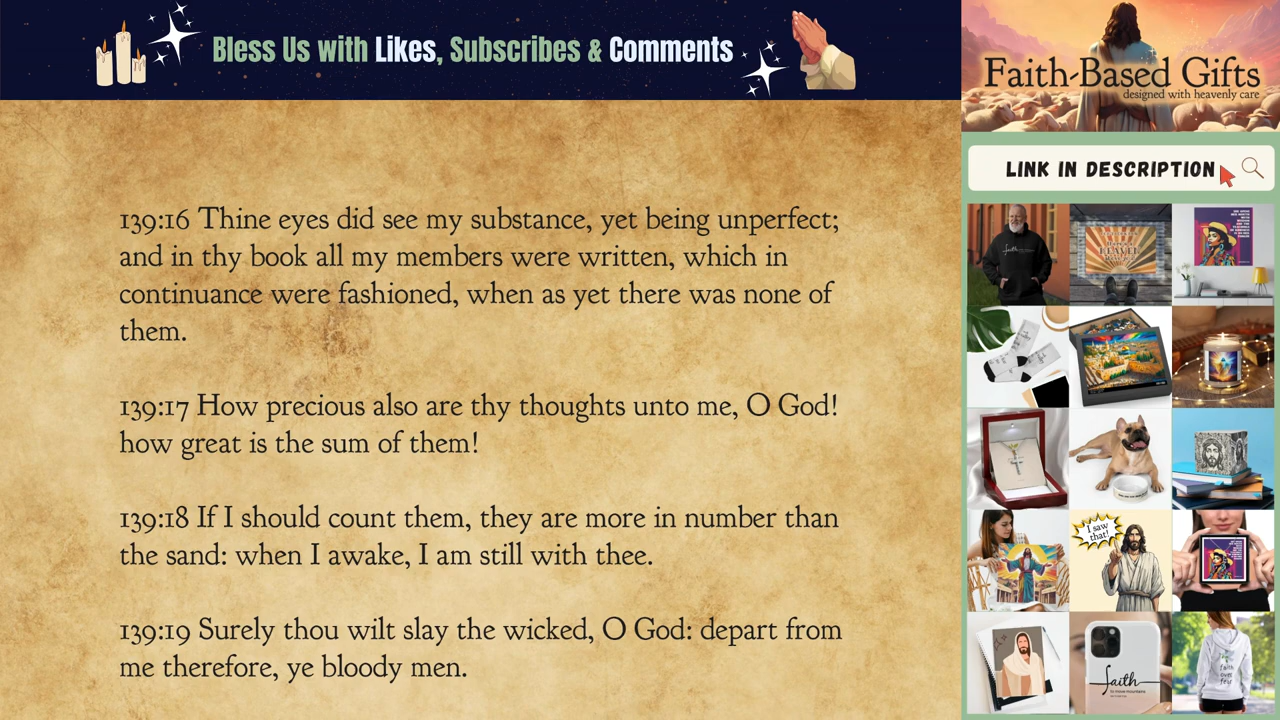 Bless Us with Likes, Subscribes & Comments
139:16 Thine eyes did see my substance, yet being unperfect;
and in thy book all my members were written, which in
continuance were fashioned, when as yet there was none of
them.
139:17 How precious also are thy thoughts unto me, O God!
how great is the sum of them!
139:18 If I should count them, they are more in number than
the sand: when I awake, I am still with thee.
139:19 Surely thou wilt slay the wicked, O God: depart from
me therefore, ye bloody men.
Faith-Based Gifts
designed with heavenly care
LINK IN DESCRIPTION
faith
I saw
that!
faith
faith
over
fear